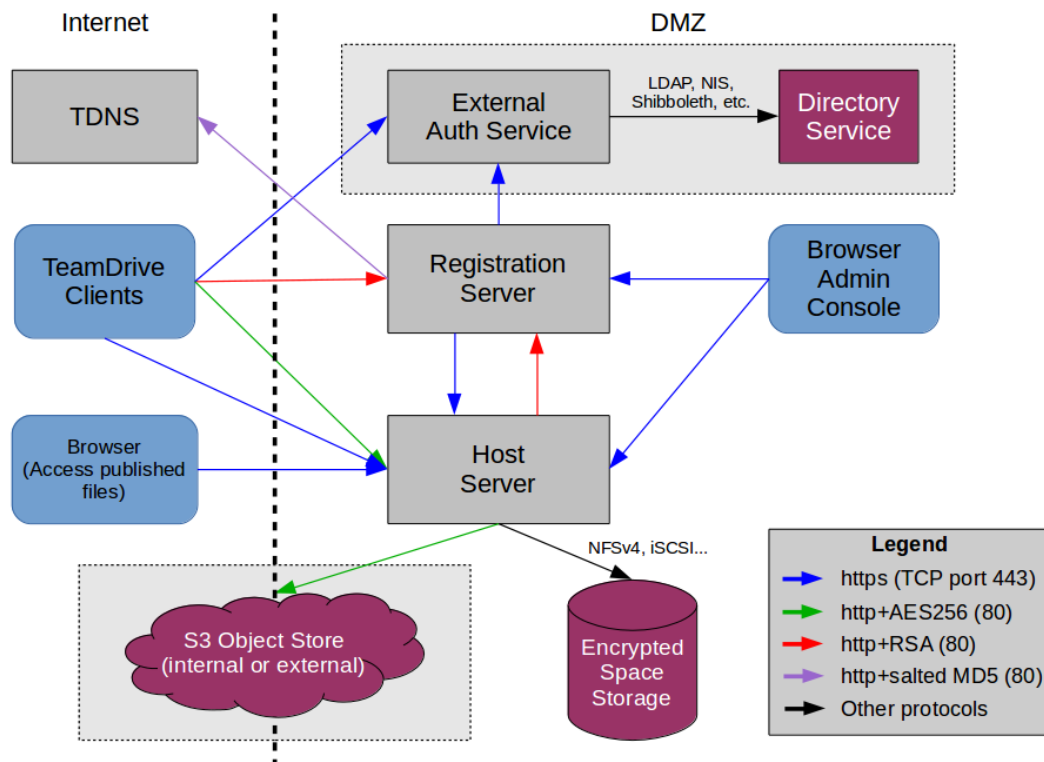 Internet
DMZ
TDNS
External
Auth Service
LDAP, NIS,
Shibboleth, etc.
Directory
Service
TeamDrive
Clients
Registration
Server
Browser
Admin
Console
Browser
(Access published
files)
Host
Server
NFSv4, iSCSI...
S3 Object Store
(internal or external)
Encrypted
Space
Storage
Legend
https (TCP port 443)
http+AES256 (80)
http+RSA (80)
http+salted MD5 (80)
Other protocols